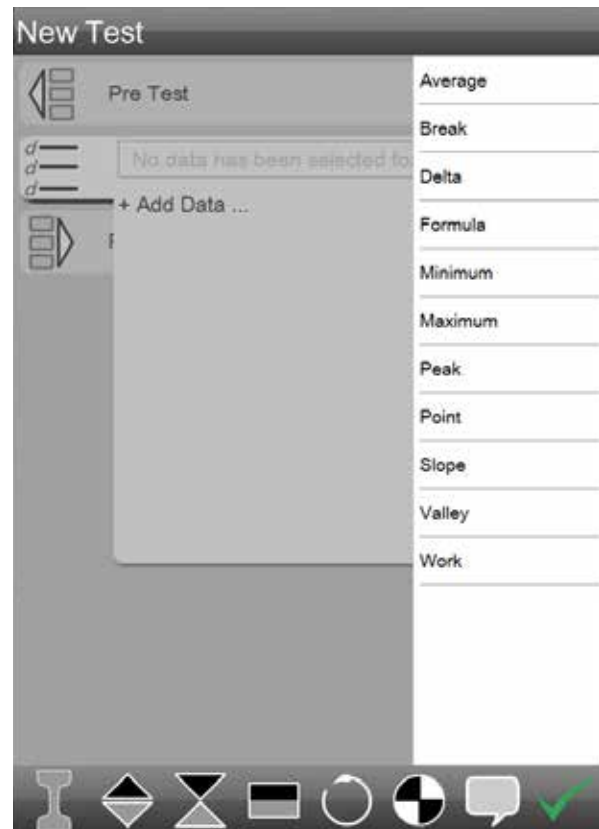 New Test
Pre Test
No data has been selected fo
+ Add Data ...
Average
Break
Delta
Formula
Minimum
Maximum
Peak
Point
Slope
Valley
Work
d
d
d